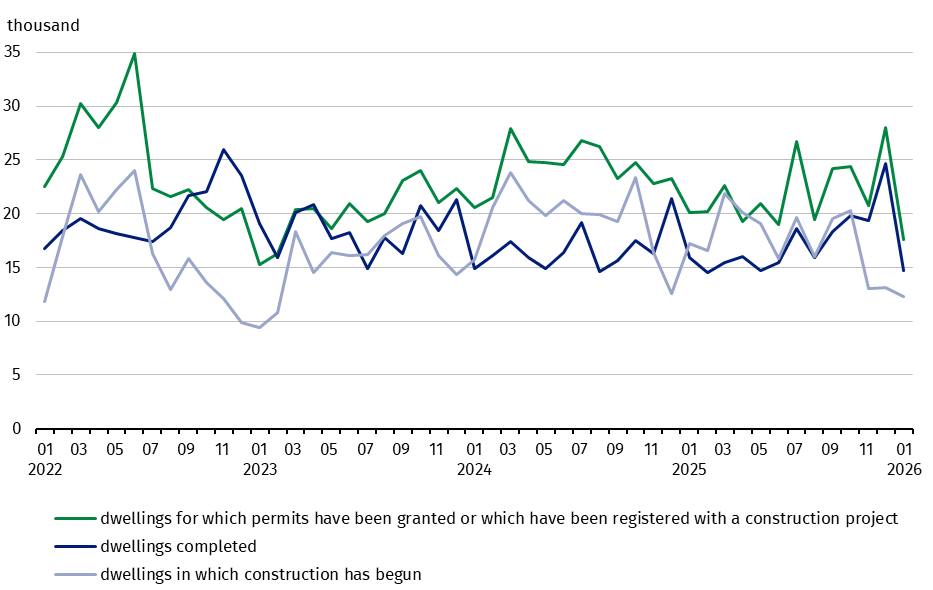 thousand
35
30
25
20
15
10
5
0
01 03 05 07 09 11 01 03 05 07 09 11 01 03 05 07 09 11 01 03 05 07 09 11 01
2022 2023 2024 2025 2026
dwellings for which permits have been granted or which have been registered with a construction project
dwellings completed
dwellings in which construction has begun